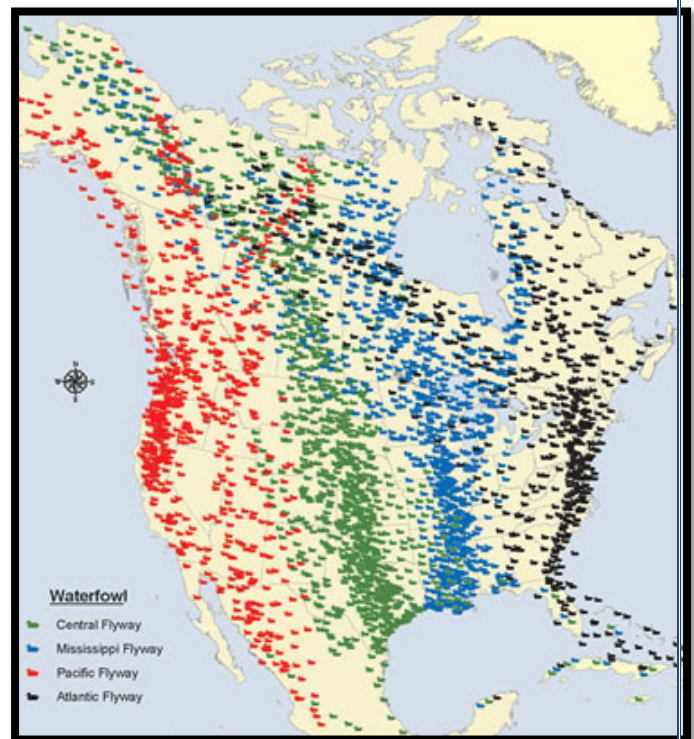 N
W
E
S
Waterfowl
Central Flyway
Mississippi Flyway
Pacific Flyway
Atlantic Flyway